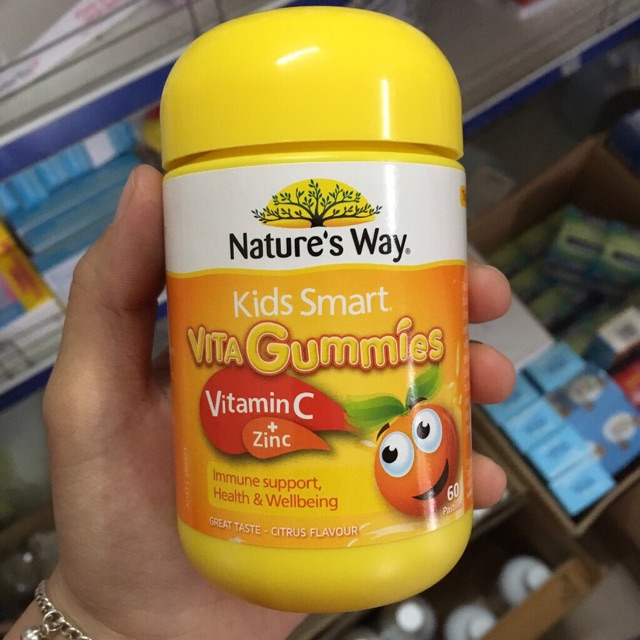 Nature's Way®
Kids Smart
VITA Gummies
Vitamin C
+
Zinc
Immune support,
Health & Wellbeing
60
GREAT TASTE - CITRUS FLAVOUR